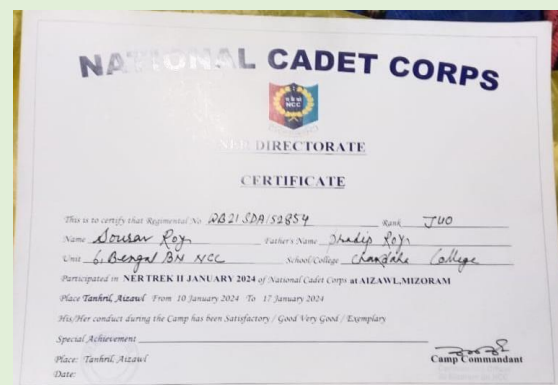 NATIONAL CADET CORPS
NCC
NER DIRECTORATE
CERTIFICATE
This is to certify that Regimental No WB21SDA152854 Rank JUO
Name Sourav Roy Father's Name Pradip Roy
Unit 6, Bengal BN NCC School/College College
Participated in NER TREK II JANUARY 2024 of National Cadet Corps at AIZAWL, MIZORAM
Place Tanhril, Aizawl From 10 January 2024 To 17 January 2024
His/Her conduct during the Camp has been Satisfactory / Good Very Good / Exemplary
Special Achievement
Place: Tanhril, Aizawl Camp Commandant
Date: